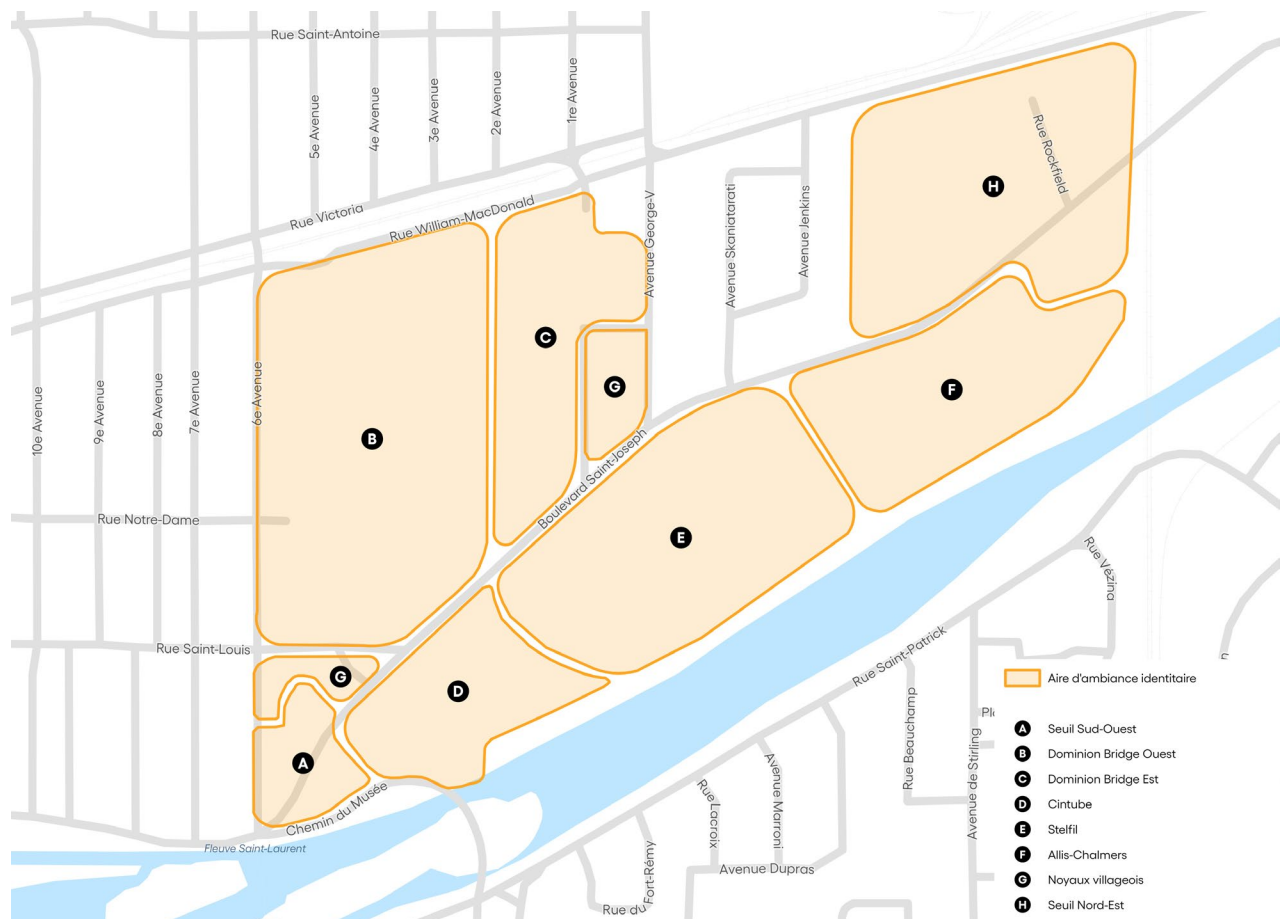 Rue Saint-Antoine
5e Avenue
4e Avenue
3e Avenue
2e Avenue
1re Avenue
Rue Victoria
Rue William-MacDonald
Avenue George-V
Avenue Skaniatarati
Avenue Jenkins
Rue Rockfield
H
C
G
F
B
E
10e Avenue
9e Avenue
8e Avenue
7e Avenue
6e Avenue
Rue Notre-Dame
Boulevard Saint-Joseph
Rue Saint-Louis
G
D
A
Chemin du Musée
Fleuve Saint-Laurent
Rue Vézina
Rue Saint-Patrick
Rue Beauchamp
Avenue de Stirling
Avenue Marroni
Rue Lacroix
Avenue Dupras
Rue du Fort-Rémy
Aire d'ambiance identitaire
A Seuil Sud-Ouest
B Dominion Bridge Ouest
C Dominion Bridge Est
D Cintube
E Stelfil
F Allis-Chalmers
G Noyaux villageois
H Seuil Nord-Est